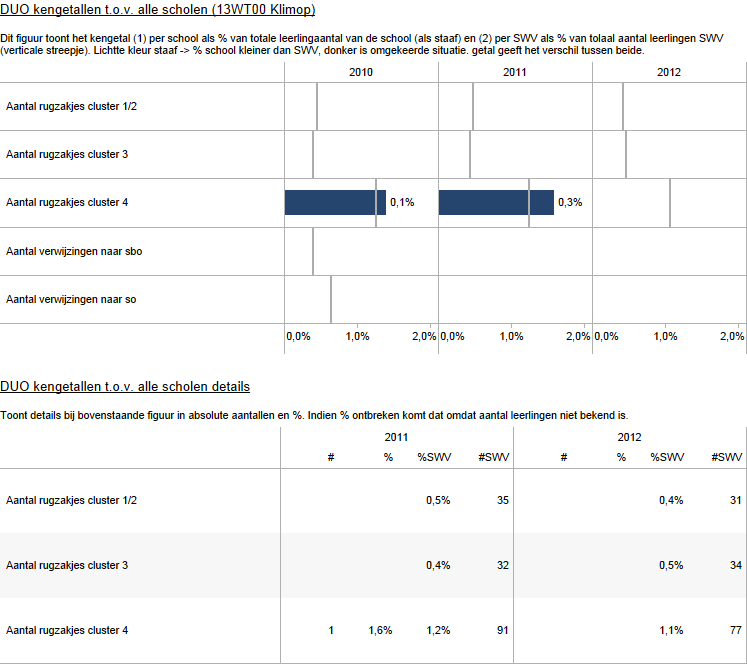 DUO kengetallen t.o.v. alle scholen (13WT00 Klimop)
Dit figuur toont het kengetal (1) per school als % van totale leerlingaantal van de school (als staaf) en (2) per SWV als % van tolaal aantal leerlingen SWV
(verticale streepje). Lichtte kleur staaf -> % school kleiner dan SWV, donker is omgekeerde situatie. getal geeft het verschil tussen beide.
2010 2011 2012
Aantal rugzakjes cluster 1/2
Aantal rugzakjes cluster 3
Aantal rugzakjes cluster 4 0,1% 0,3%
Aantal verwijzingen naar sbo
Aantal verwijzingen naar so
0,0% 1,0% 2,0% 0,0% 1,0% 2,0% 0,0% 1,0% 2,0%
DUO kengetallen t.o.v. alle scholen details
Toont details bij bovenstaande figuur in absolute aantallen en %. Indien % ontbreken komt dat omdat aantal leerlingen niet bekend is.
2011 2012
# % %SWV #SWV # % %SWV #SWV
Aantal rugzakjes cluster 1/2 0,5% 35 0,4% 31
Aantal rugzakjes cluster 3 0,4% 32 0,5% 34
Aantal rugzakjes cluster 4 1 1,6% 1,2% 91 1,1% 77